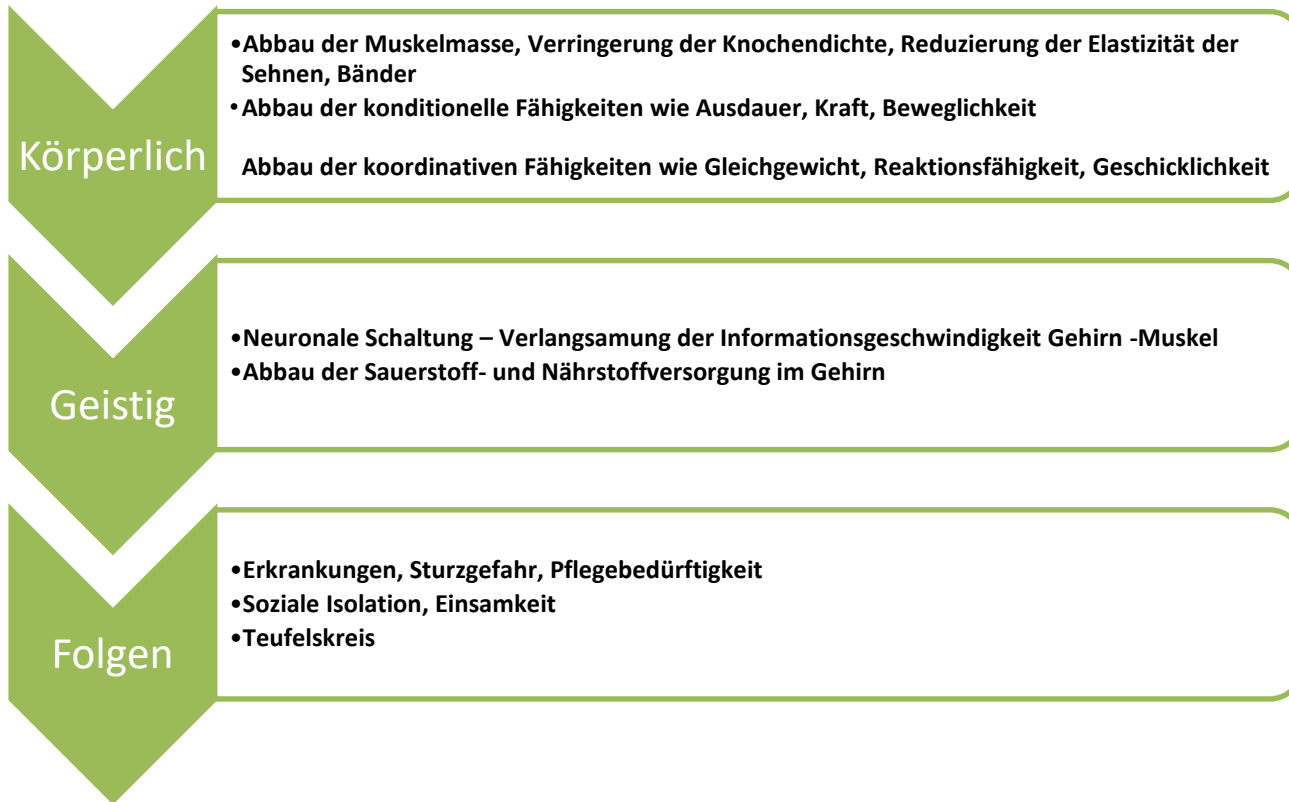 Körperlich
•Abbau der Muskelmasse, Verringerung der Knochendichte, Reduzierung der Elastizität der
Sehnen, Bänder
• Abbau der konditionelle Fähigkeiten wie Ausdauer, Kraft, Beweglichkeit
Abbau der koordinativen Fähigkeiten wie Gleichgewicht, Reaktionsfähigkeit, Geschicklichkeit
Geistig
•Neuronale Schaltung – Verlangsamung der Informationsgeschwindigkeit Gehirn -Muskel
•Abbau der Sauerstoff- und Nährstoffversorgung im Gehirn
Folgen
•Erkrankungen, Sturzgefahr, Pflegebedürftigkeit
•Soziale Isolation, Einsamkeit
•Teufelskreis